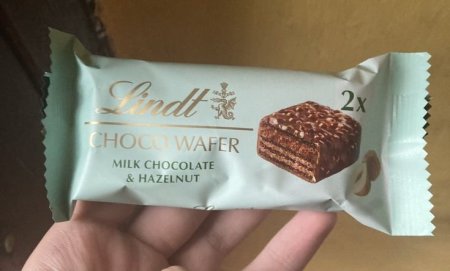 Lindt
CHOCO WAFER
MILK CHOCOLATE
& HAZELNUT
2x